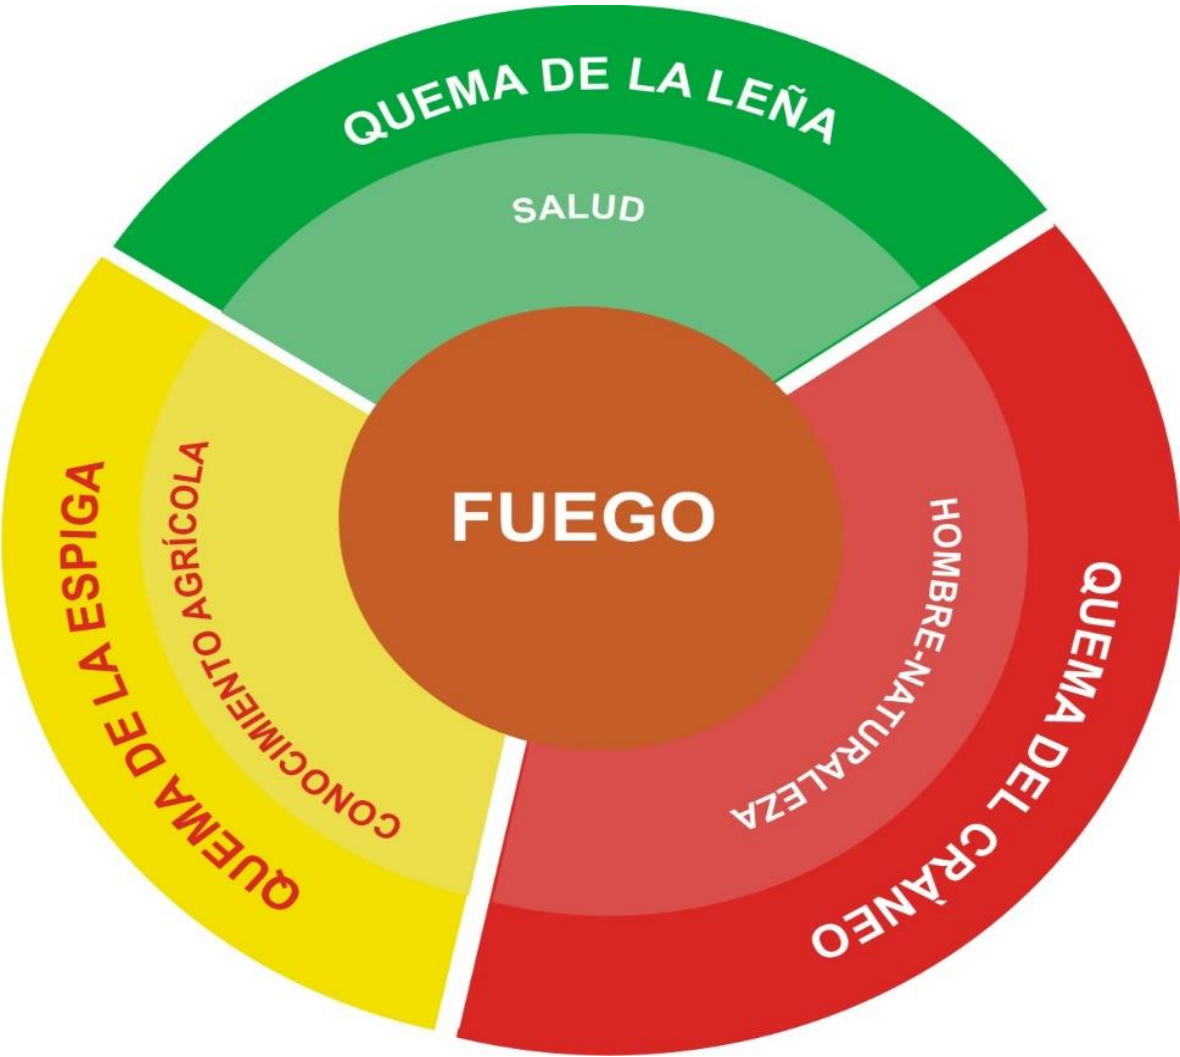 QUEMA DE LA LEÑA
SALUD
FUEGO
HOMBRE-NATURALEZA
QUEMA DEL CRÀNEO
CONOCIMIENTO AGRÍCOLA
QUEMA DE LA ESPIGA